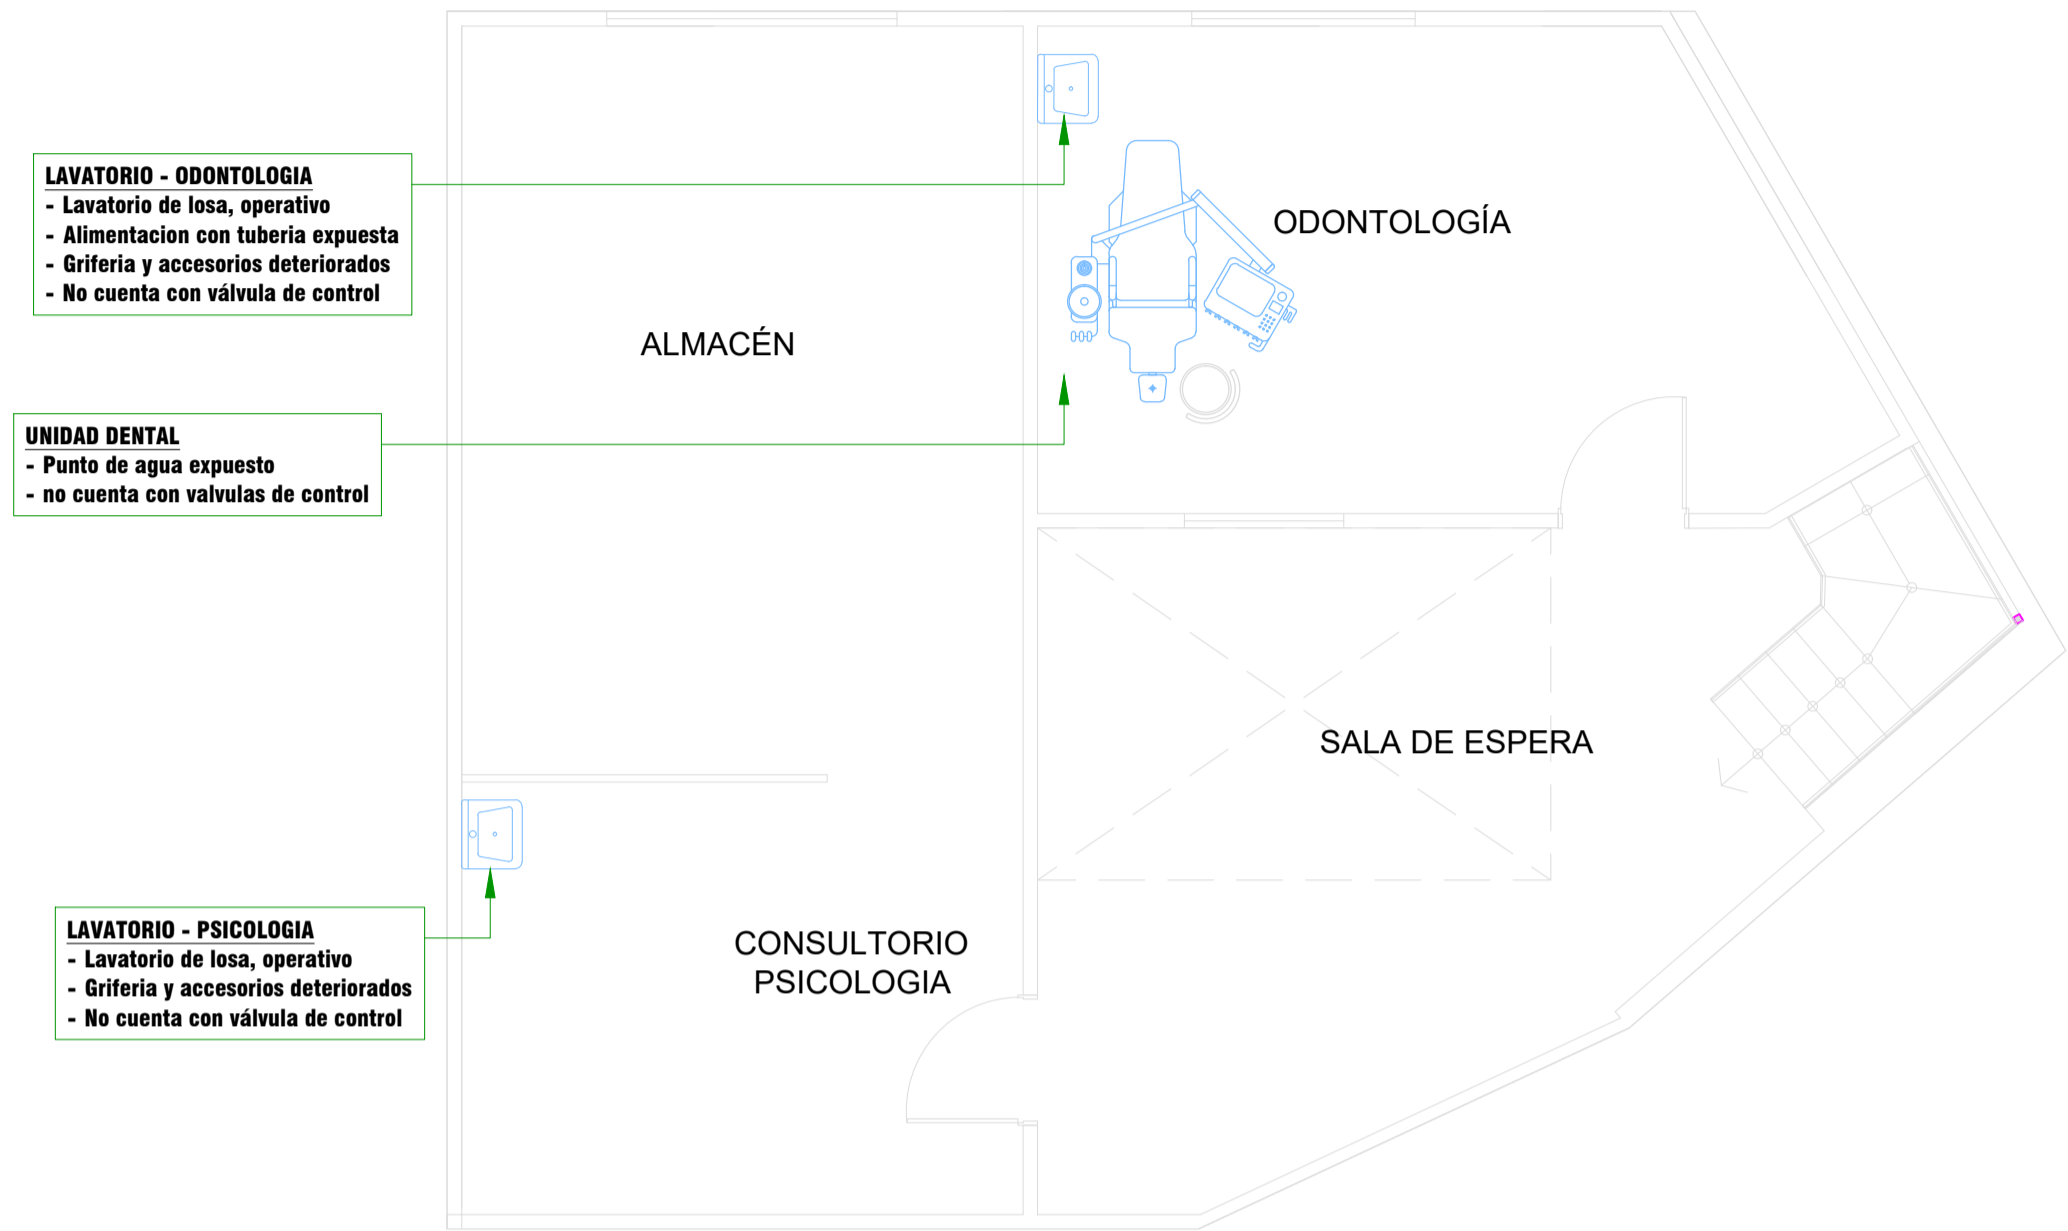 LAVATORIO - ODONTOLOGIA
- Lavatorio de losa, operativo
- Alimentacion con tuberia expuesta
- Griferia y accesorios deteriorados
- No cuenta con válvula de control
ODONTOLOGÍA
ALMACÉN
UNIDAD DENTAL
- Punto de agua expuesto
- no cuenta con valvulas de control
SALA DE ESPERA
LAVATORIO - PSICOLOGIA
- Lavatorio de losa, operativo
- Griferia y accesorios deteriorados
- No cuenta con válvula de control
CONSULTORIO
PSICOLOGIA